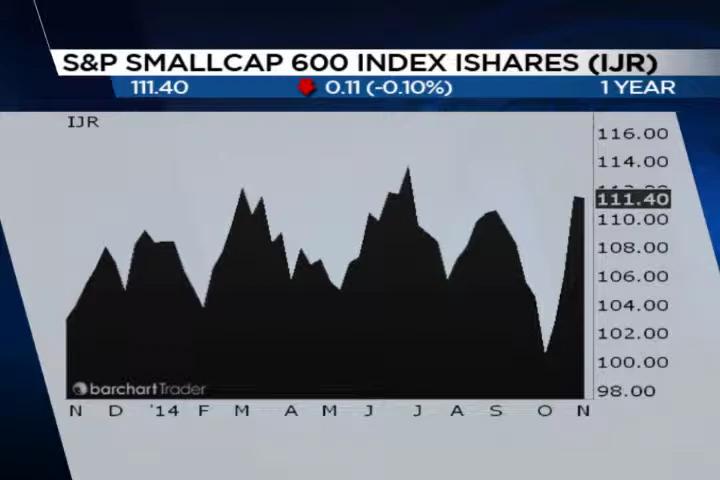 S&P SMALLCAP 600 INDEX ISHARES (IJR)
111.40 0.11 (-0.10%) 1 YEAR
IJR
116.00
114.00
111.40
110.00
108.00
106.00
104.00
102.00
100.00
98.00
barchartTrader
N D '14 F M A M J J A S O N